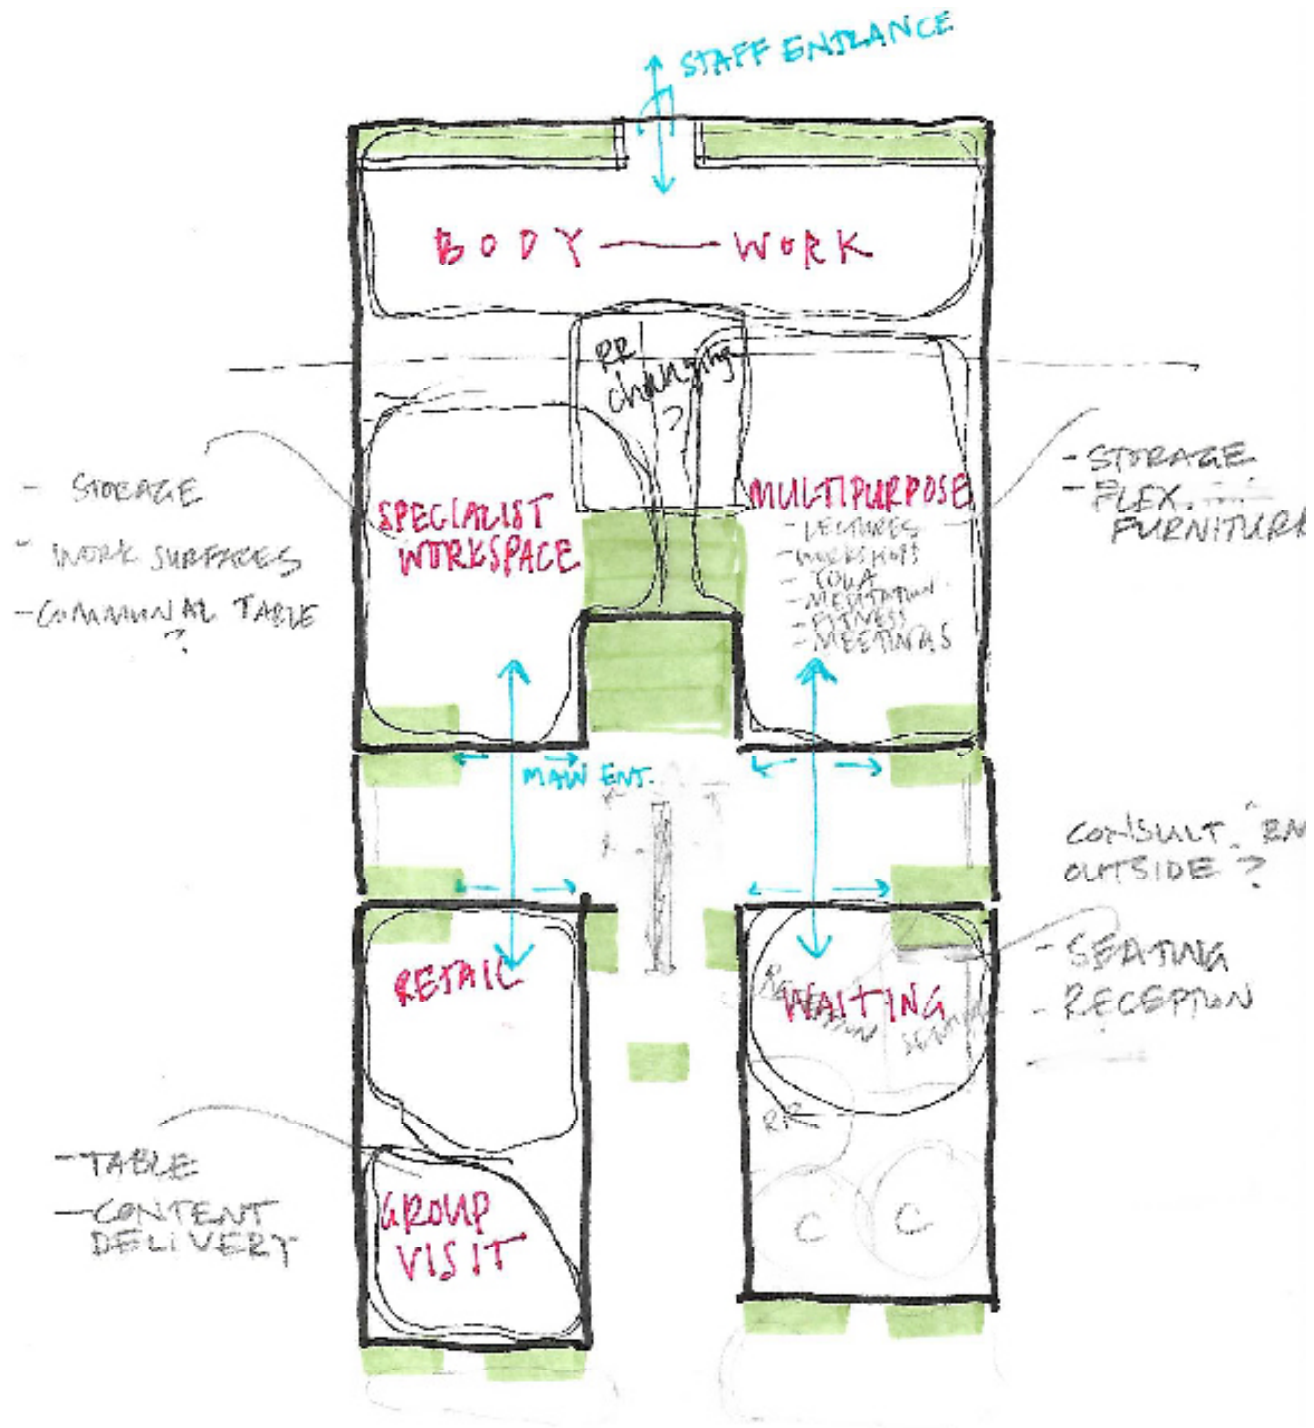 STAFF ENTRANCE
BODY — WORK
RR/
changing
?
- STORAGE
- WORK SURFACES
- COMMUNAL TABLE
?
SPECIALIST
WORKSPACE
MULTIPURPOSE
- LECTURES
- WORKSHOPS
- YOGA
- MEDITATION
- FITNESS
- MEETINGS
- STORAGE
- FLEX.
FURNITURE
MAIN ENT.
CONSULT.
OUTSIDE ?
- SEATING
- RECEPTION
RETAIL
WAITING
RR
- TABLE
- CONTENT
DELIVERY
GROUP
VISIT
C
C